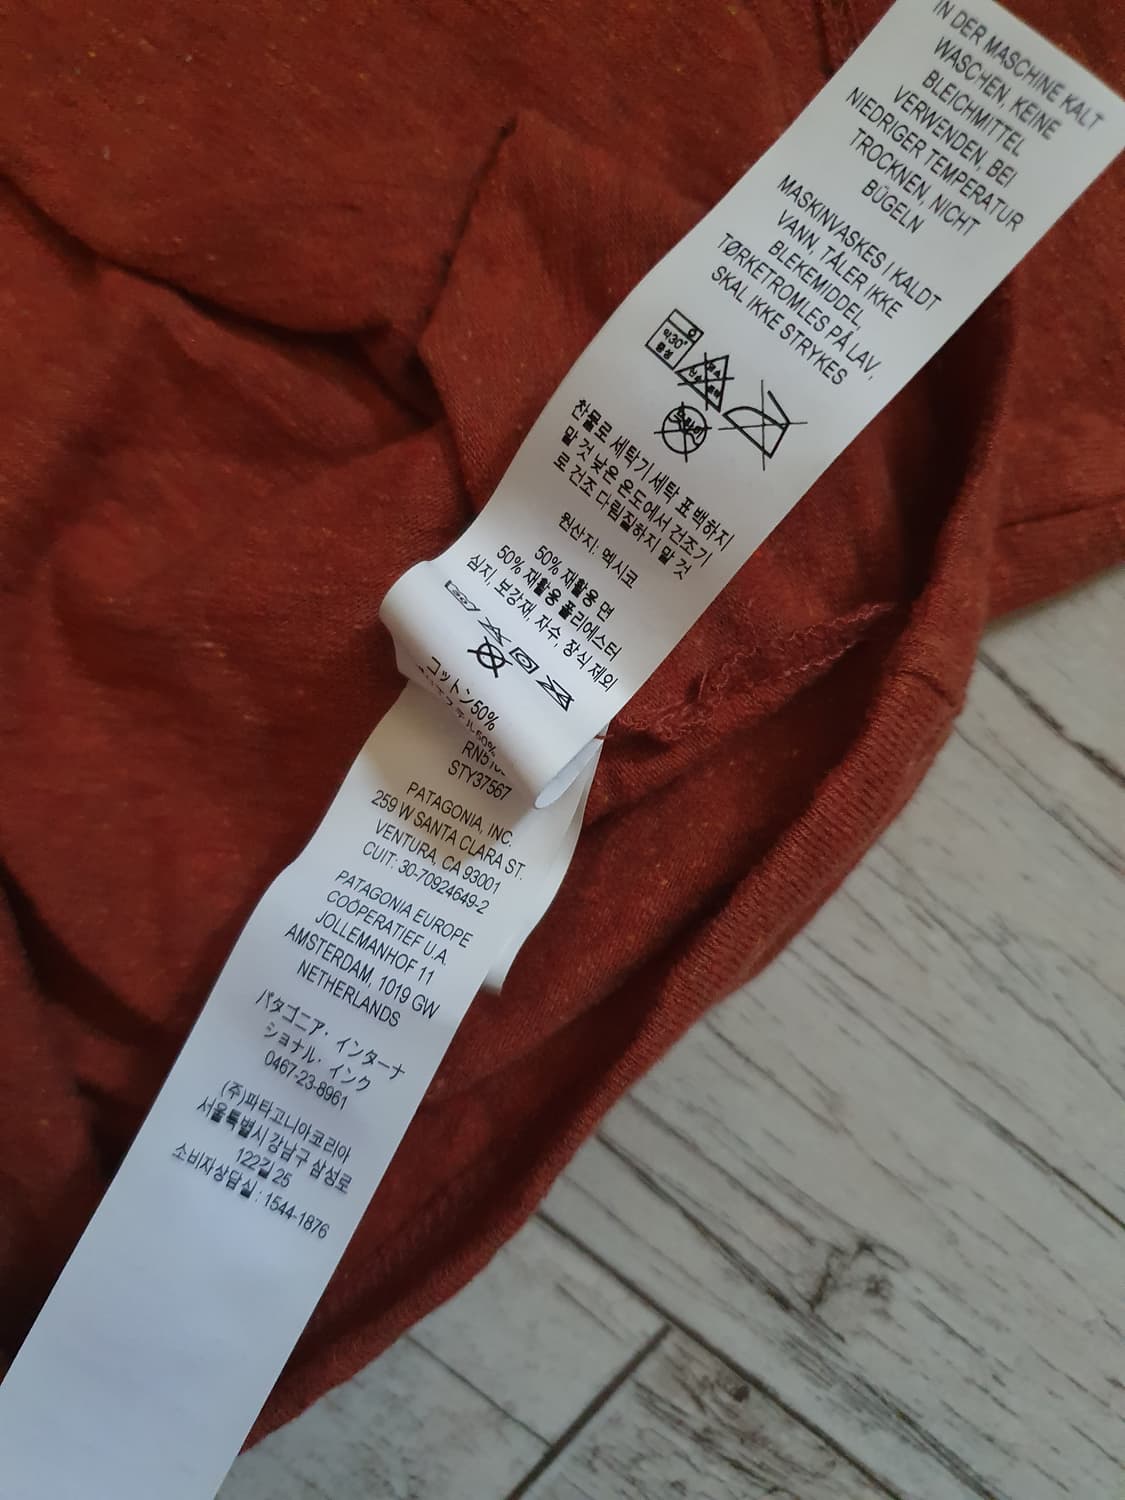 IN DER MASCHINE KALT
WASCHEN, KEINE
BLEICHMITTEL
VERWENDEN, BEI
NIEDRIGER TEMPERATUR
TROCKNEN, NICHT
BÜGELN
MASKINVASKES I KALDT
VANN, TÅLER IKKE
BLEKEMIDDEL,
TØRKETROMLES PÅ LAV,
SKAL IKKE STRYKES
약30°
중성
찬물로 세탁기 세탁 표백하지
말 것 낮은 온도에서 건조기
로 건조 다림질하지 말 것
원산지: 멕시코
50% 재활용 면
50% 재활용 폴리에스터
심지, 보강재, 자수, 장식 제외
コットン50%
50%
STY37567
PATAGONIA, INC.
259 W SANTA CLARA ST.
VENTURA, CA 93001
CUIT: 30-70924649-2
PATAGONIA EUROPE
COÖPERATIEF U.A.
JOLLEMANHOF 11
AMSTERDAM, 1019 GW
NETHERLANDS
パタゴニア・インターナ
ショナル・インク
0467-23-8961
(주)파타고니아코리아
서울특별시 강남구 삼성로
122길 25
소비자상담실 : 1544-1876